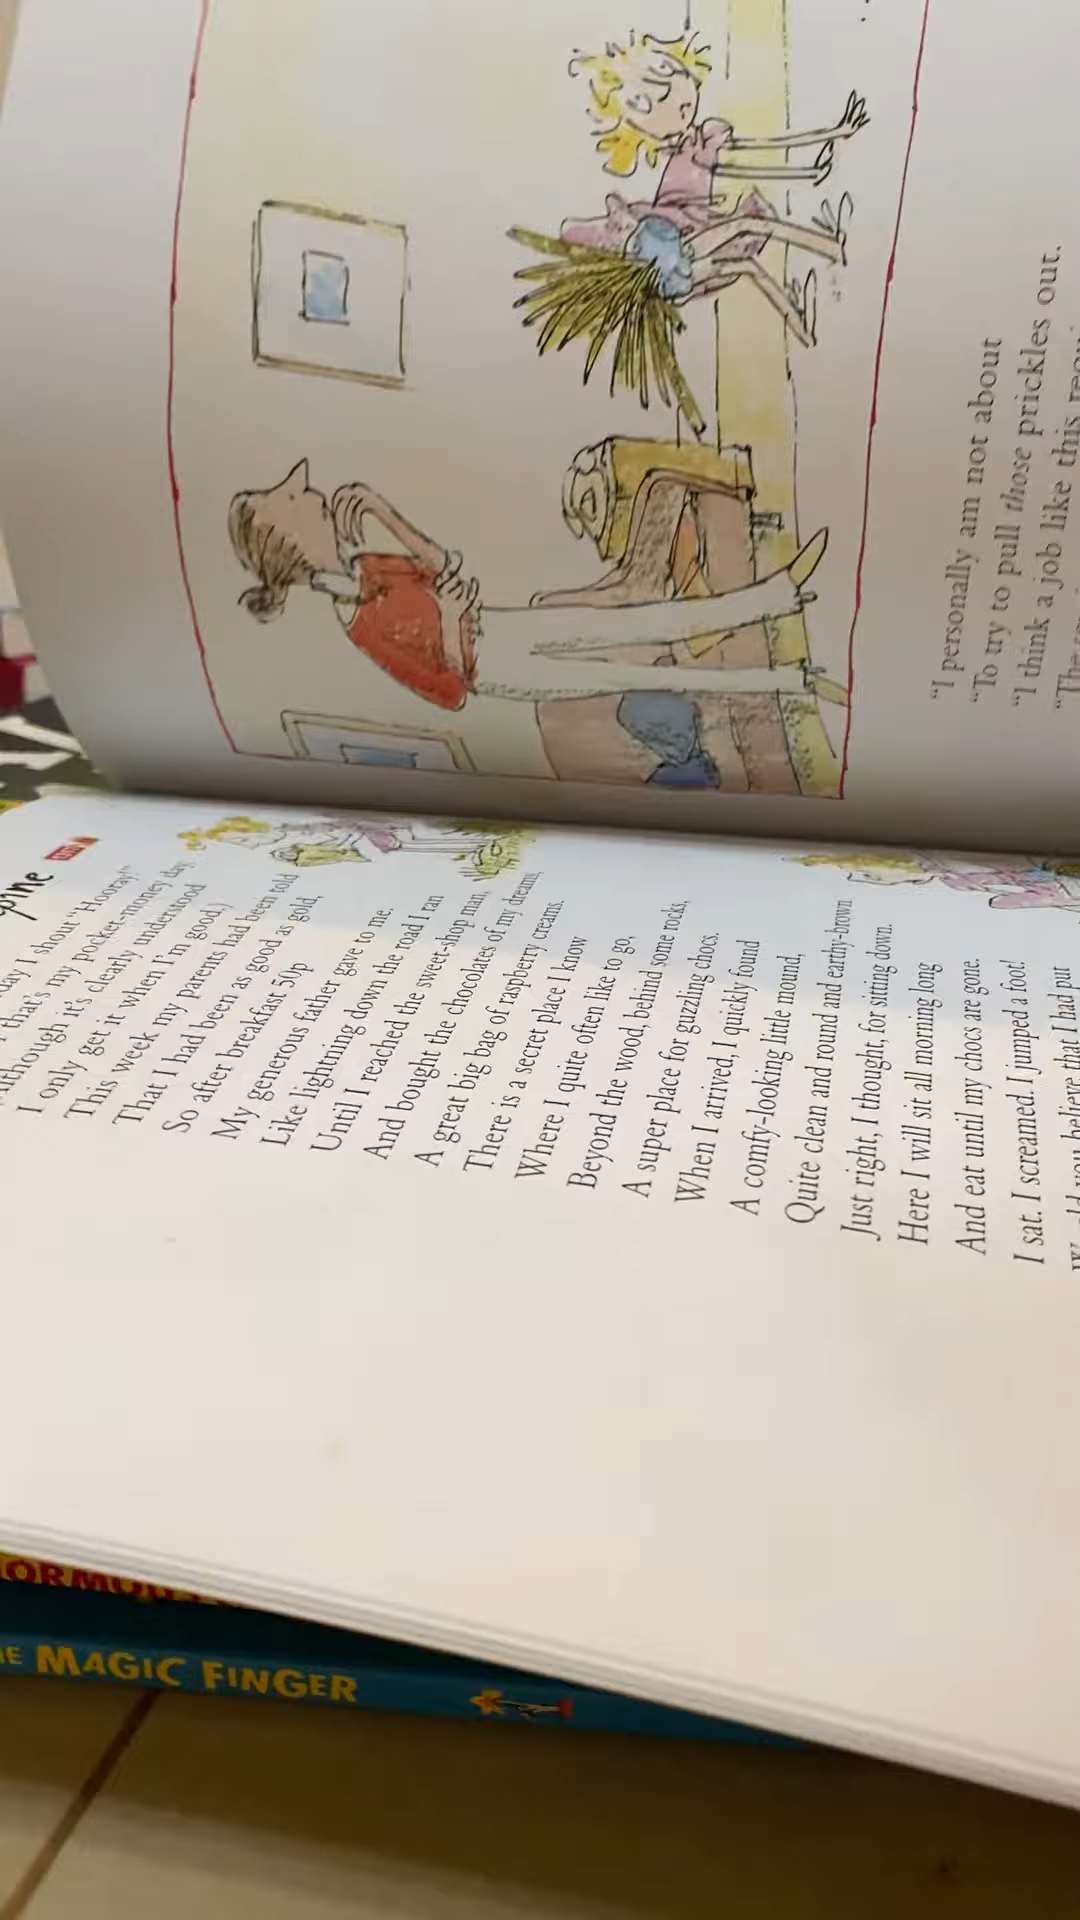 pine
day I shout "Hooray!"
that's my pocket-money day,
although it's clearly understood
I only get it when I'm good.)
This week my parents had been told
That I had been as good as gold,
So after breakfast 50p
My generous father gave to me.
Like lightning down the road I ran
Until I reached the sweet-shop man,
And bought the chocolates of my dreams,
A great big bag of raspberry creams.
There is a secret place I know
Where I quite often like to go,
Beyond the wood, behind some rocks,
A super place for guzzling chocs.
When I arrived, I quickly found
A comfy-looking little mound,
Quite clean and round and earthy-brown
Just right, I thought, for sitting down.
Here I will sit all morning long
And eat until my chocs are gone.
I sat. I screamed. I jumped a foot!
you believe that I had put
"I personally am not about
"To try to pull those prickles out.
"I think a job like this
MAGIC FINGER